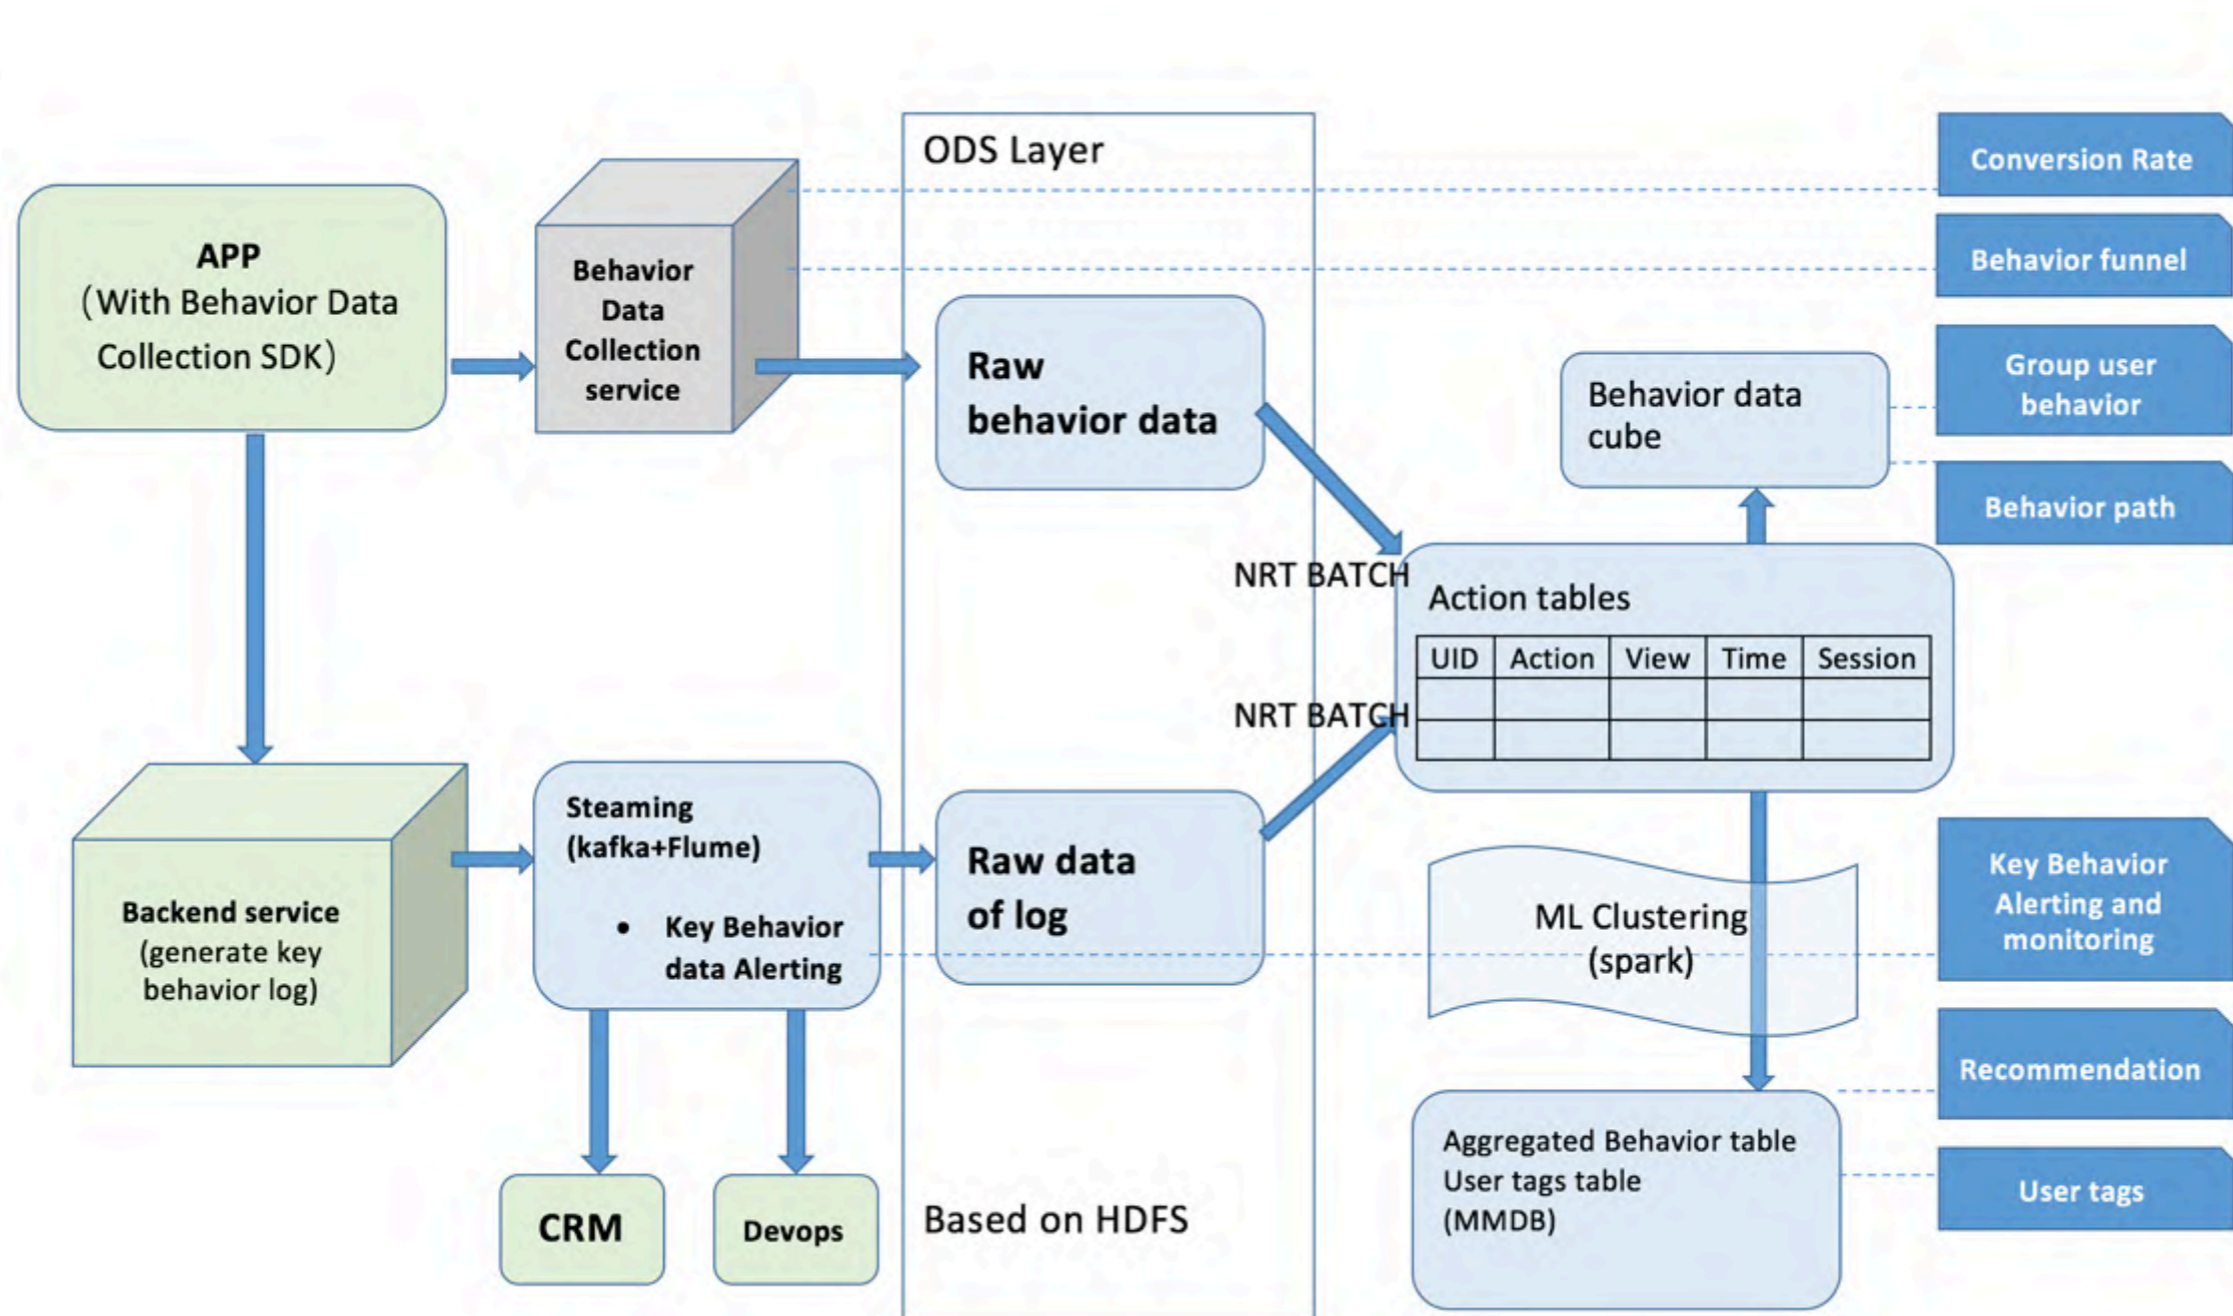 ODS Layer
Conversion Rate
APP
（With Behavior Data
Collection SDK）
Behavior
Data
Collection
service
Behavior funnel
Raw
behavior data
Behavior data
cube
Group user
behavior
Behavior path
NRT BATCH
Action tables
UID Action View Time Session
NRT BATCH
Backend service
(generate key
behavior log)
Steaming
(kafka+Flume)
• Key Behavior
data Alerting
Raw data
of log
ML Clustering
(spark)
Key Behavior
Alerting and
monitoring
Recommendation
CRM
Devops
Based on HDFS
Aggregated Behavior table
User tags table
(MMDB)
User tags